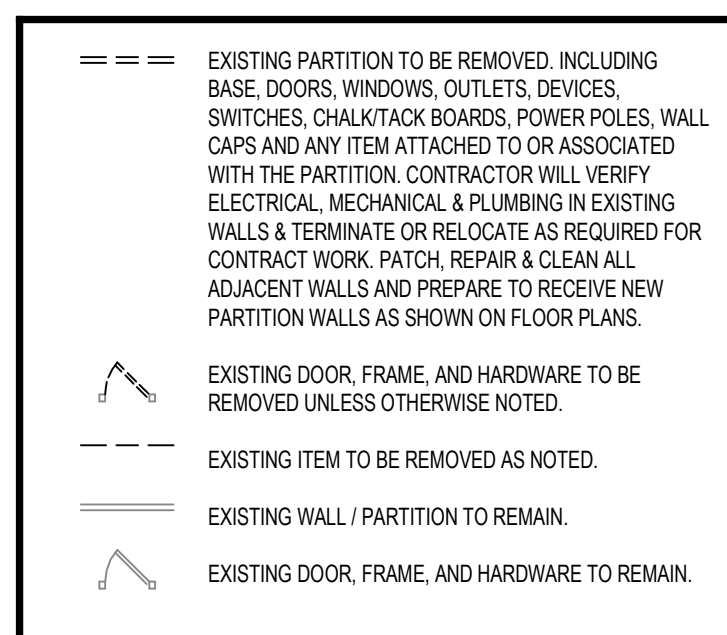 EXISTING PARTITION TO BE REMOVED. INCLUDING
BASE, DOORS, WINDOWS, OUTLETS, DEVICES,
SWITCHES, CHALK/TACK BOARDS, POWER POLES, WALL
CAPS AND ANY ITEM ATTACHED TO OR ASSOCIATED
WITH THE PARTITION. CONTRACTOR WILL VERIFY
ELECTRICAL, MECHANICAL & PLUMBING IN EXISTING
WALLS & TERMINATE OR RELOCATE AS REQUIRED FOR
CONTRACT WORK. PATCH, REPAIR & CLEAN ALL
ADJACENT WALLS AND PREPARE TO RECEIVE NEW
PARTITION WALLS AS SHOWN ON FLOOR PLANS.
EXISTING DOOR, FRAME, AND HARDWARE TO BE
REMOVED UNLESS OTHERWISE NOTED.
EXISTING ITEM TO BE REMOVED AS NOTED.
EXISTING WALL / PARTITION TO REMAIN.
EXISTING DOOR, FRAME, AND HARDWARE TO REMAIN.